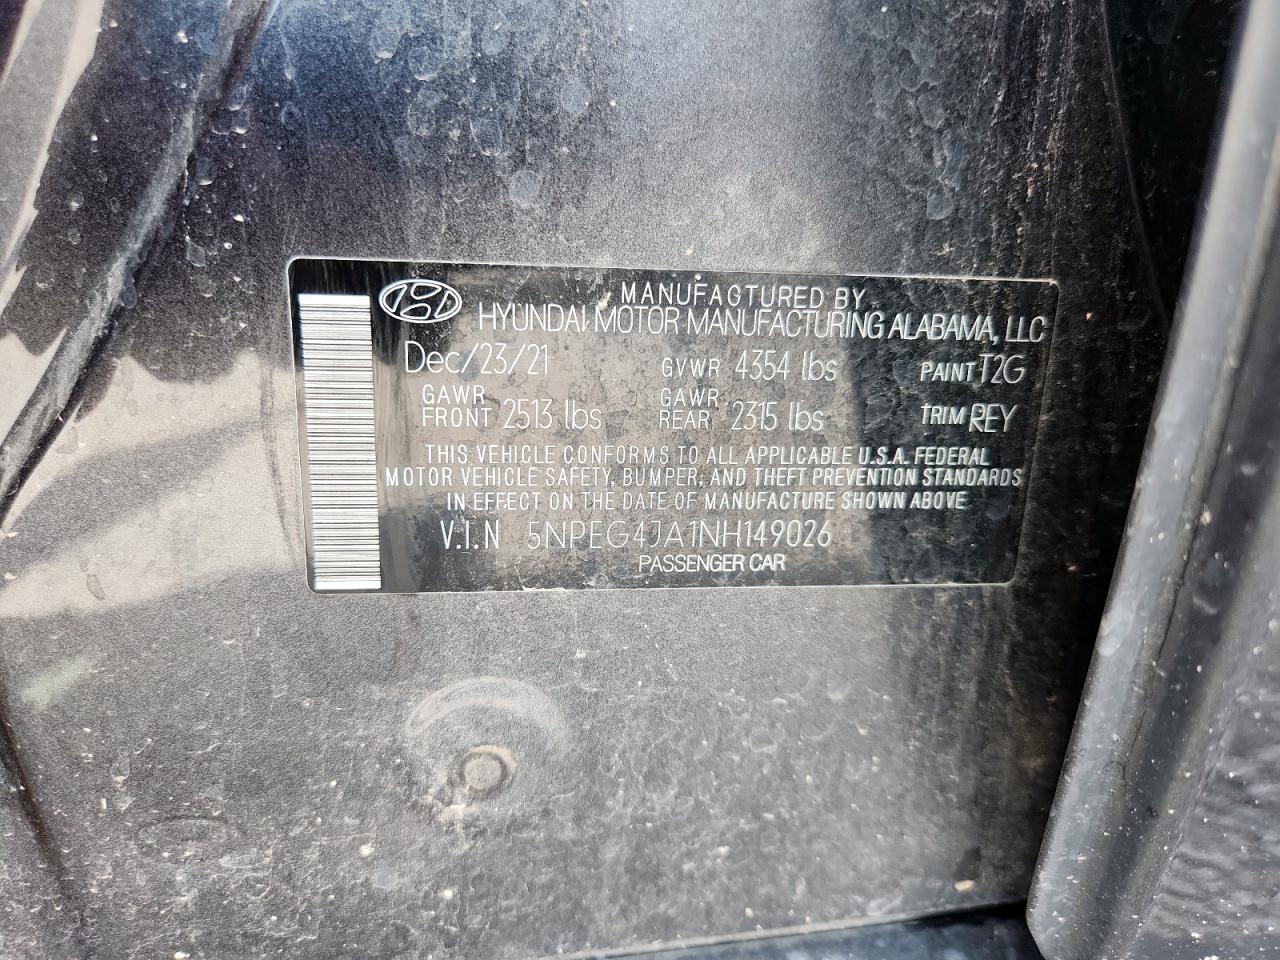 MANUFACTURED BY
HYUNDAI MOTOR MANUFACTURING ALABAMA, LLC
Dec/23/21 GVWR 4354 lbs PAINT T2G
GAWR FRONT 2513 lbs GAWR REAR 2315 lbs TRIM REY
THIS VEHICLE CONFORMS TO ALL APPLICABLE U.S.A. FEDERAL
MOTOR VEHICLE SAFETY, BUMPER, AND THEFT PREVENTION STANDARDS
IN EFFECT ON THE DATE OF MANUFACTURE SHOWN ABOVE
V.I.N 5NPEG4JA1NH149026
PASSENGER CAR